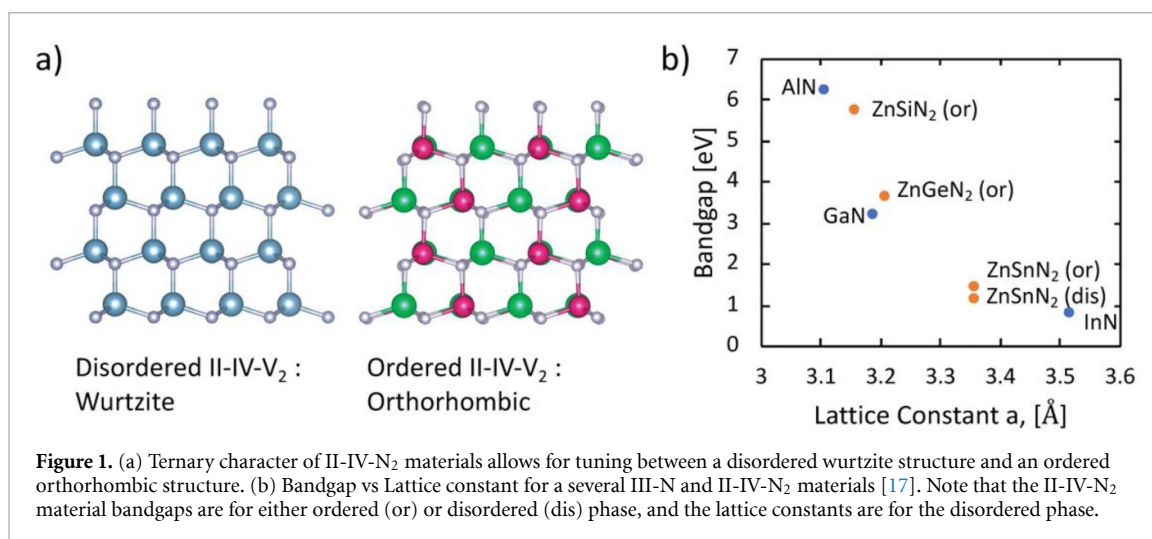 a)
Disordered II-IV-V₂ :
Wurtzite
Ordered II-IV-V₂ :
Orthorhombic
b)
Bandgap [eV]
7
6
5
4
3
2
1
0
AlN
ZnSiN₂ (or)
ZnGeN₂ (or)
GaN
ZnSnN₂ (or)
ZnSnN₂ (dis)
InN
3 3.1 3.2 3.3 3.4 3.5 3.6
Lattice Constant a, [Å]
Figure 1. (a) Ternary character of II-IV-N₂ materials allows for tuning between a disordered wurtzite structure and an ordered
orthorhombic structure. (b) Bandgap vs Lattice constant for a several III-N and II-IV-N₂ materials [17]. Note that the II-IV-N₂
material bandgaps are for either ordered (or) or disordered (dis) phase, and the lattice constants are for the disordered phase.